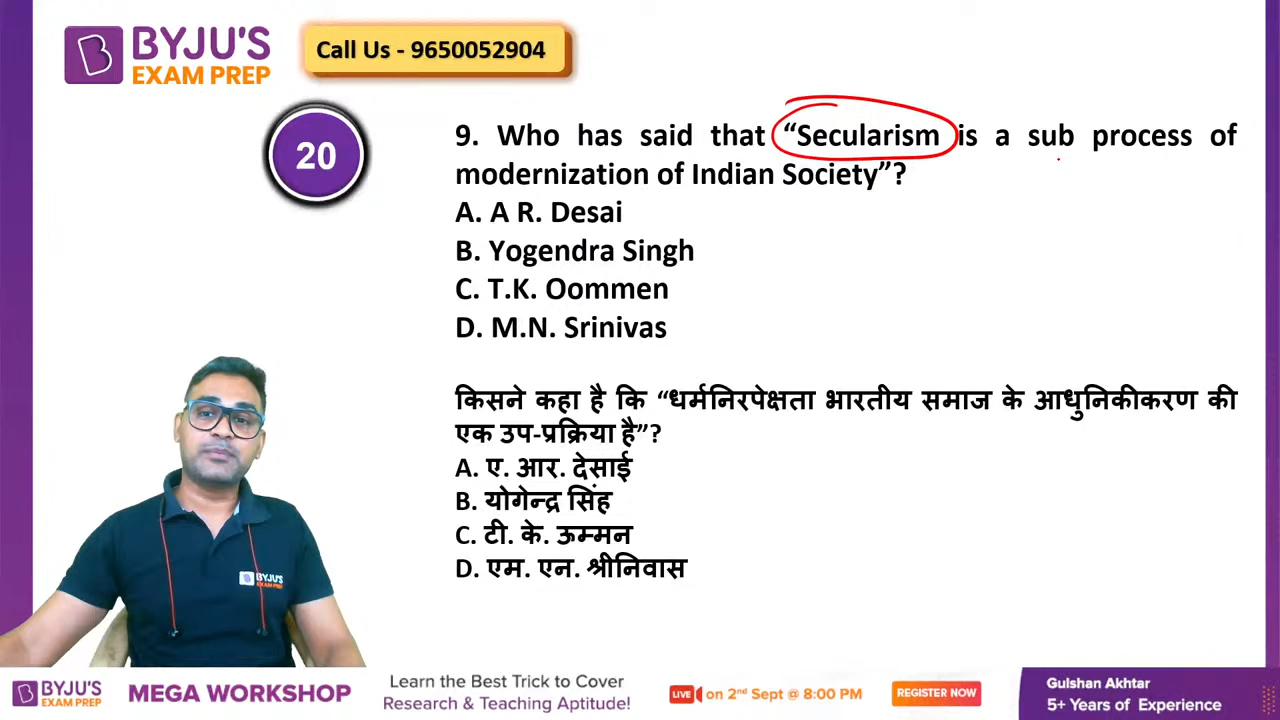 BYJU'S
EXAM PREP
Call Us - 9650052904
20
9. Who has said that “Secularism is a sub process of
modernization of Indian Society”?
A. A R. Desai
B. Yogendra Singh
C. T.K. Oommen
D. M.N. Srinivas
किसने कहा है कि “धर्मनिरपेक्षता भारतीय समाज के आधुनिकीकरण की
एक उप-प्रक्रिया है”?
A. ए. आर. देसाई
B. योगेन्द्र सिंह
C. टी. के. ऊम्मन
D. एम. एन. श्रीनिवास
BYJU'S
EXAM PREP
BYJU'S
EXAM PREP
MEGA WORKSHOP
Learn the Best Trick to Cover
Research & Teaching Aptitude!
LIVE on 2nd Sept @ 8:00 PM
REGISTER NOW
Gulshan Akhtar
5+ Years of Experience